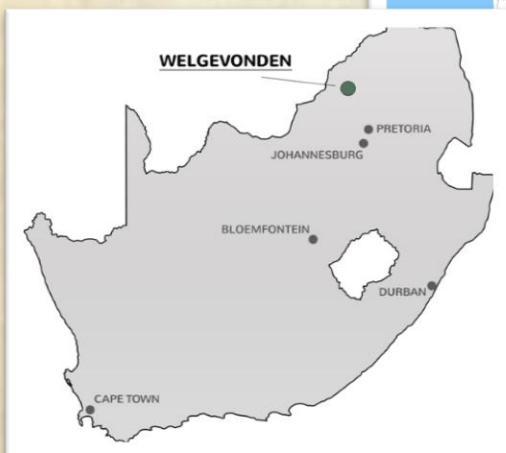 WELGEVONDEN
PRETORIA
JOHANNESBURG
BLOEMFONTEIN
DURBAN
CAPE TOWN